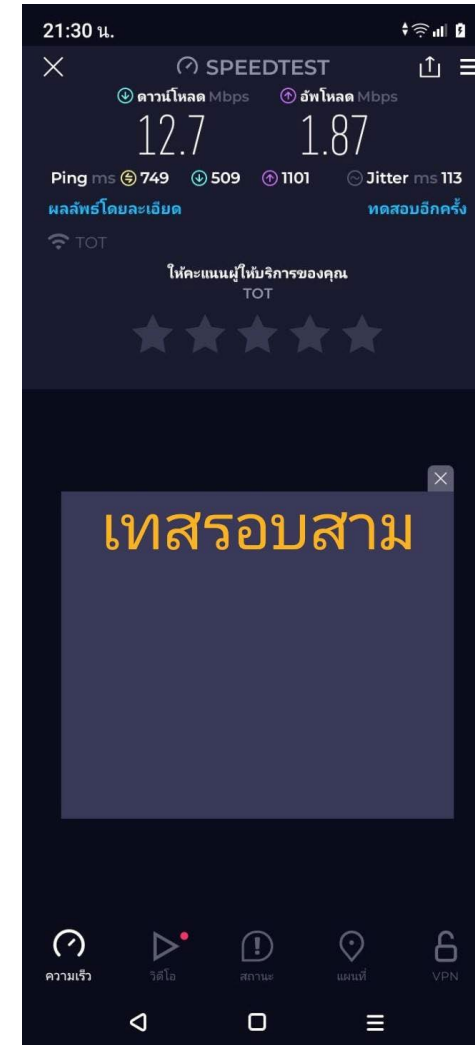 21:30 น.
SPEEDTEST
ดาวน์โหลด Mbps อัพโหลด Mbps
12.7 1.87
Ping ms 749 509 1101 Jitter ms 113
ผลลัพธ์โดยละเอียด ทดสอบอีกครั้ง
TOT
ให้คะแนนผู้ให้บริการของคุณ
TOT
เทสรอบสาม
ความเร็ว วิดีโอ สถานะ แผนที่ VPN